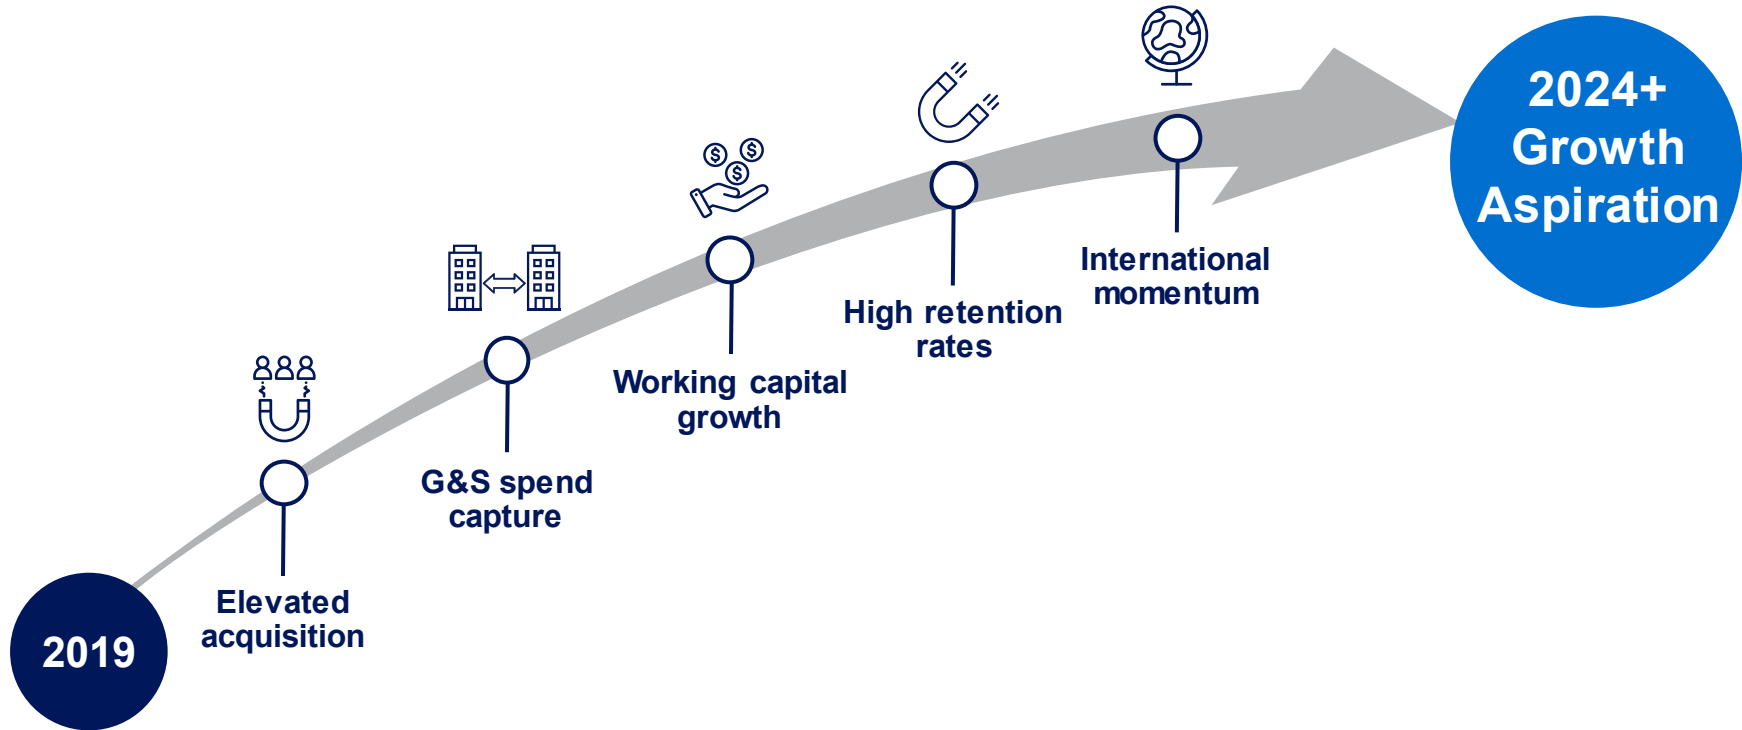 2019
Elevated
acquisition
G&S spend
capture
Working capital
growth
High retention
rates
International
momentum
2024+
Growth
Aspiration